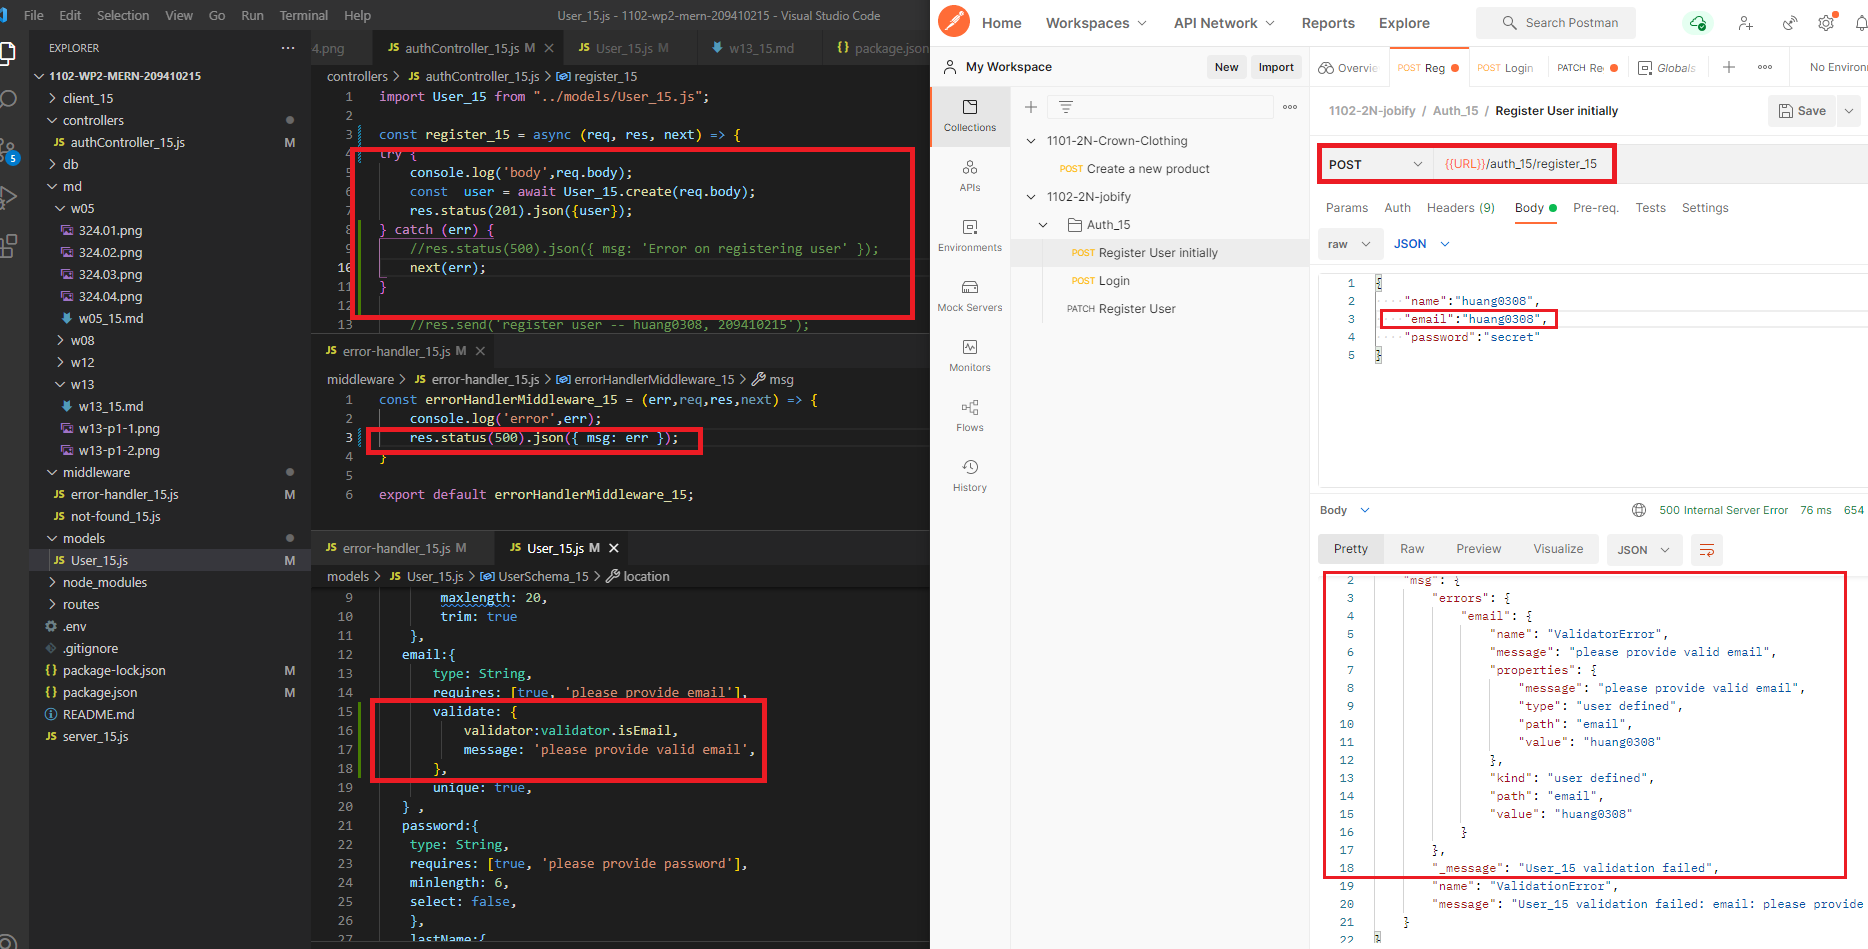 File Edit Selection View Go Run Terminal Help
User_15.js - 1102-wp2-mern-209410215 - Visual Studio Code
EXPLORER
1102-WP2-MERN-209410215
client_15
controllers
authController_15.js M
db
md
w05
324.01.png
324.02.png
324.03.png
324.04.png
w05_15.md
w08
w12
w13
w13_15.md
w13-p1-1.png
w13-p1-2.png
middleware
error-handler_15.js M
not-found_15.js
models
User_15.js M
node_modules
routes
.env
.gitignore
package-lock.json M
package.json M
README.md
server_15.js
5
4.png JS authController_15.js M JS User_15.js M w13_15.md {} package.json
controllers > JS authController_15.js > register_15
1 import User_15 from "../models/User_15.js";
2
3 const register_15 = async (req, res, next) => {
4 try {
5 console.log('body',req.body);
6 const user = await User_15.create(req.body);
7 res.status(201).json({user});
8 } catch (err) {
9 //res.status(500).json({ msg: 'Error on registering user' });
10 next(err);
11 }
12
13 //res.send('register user -- huang0308, 209410215');
JS error-handler_15.js M
middleware > JS error-handler_15.js > errorHandlerMiddleware_15 > msg
1 const errorHandlerMiddleware_15 = (err,req,res,next) => {
2 console.log('error',err);
3 res.status(500).json({ msg: err });
4 }
5
6 export default errorHandlerMiddleware_15;
JS error-handler_15.js M JS User_15.js M
models > JS User_15.js > UserSchema_15 > location
9 maxlength: 20,
10 trim: true
11 },
12 email:{
13 type: String,
14 requires: [true, 'please provide email'],
15 validate: {
16 validator:validator.isEmail,
17 message: 'please provide valid email',
18 },
19 unique: true,
20 } ,
21 password:{
22 type: String,
23 requires: [true, 'please provide password'],
24 minlength: 6,
25 select: false,
26 },
27 lastName:{
Home Workspaces API Network Reports Explore Search Postman
My Workspace New Import
Overvie POST Reg POST Login PATCH Re Globals No Environ
Collections
APIs
Environments
Mock Servers
Monitors
Flows
History
1101-2N-Crown-Clothing
POST Create a new product
1102-2N-jobify
Auth_15
POST Register User initially
POST Login
PATCH Register User
1102-2N-jobify / Auth_15 / Register User initially Save
POST {{URL}}/auth_15/register_15
Params Auth Headers (9) Body Pre-req. Tests Settings
raw JSON
1 {
2 "name":"huang0308",
3 "email":"huang0308",
4 "password":"secret"
5 }
Body 500 Internal Server Error 76 ms 654
Pretty Raw Preview Visualize JSON
2 "msg": {
3 "errors": {
4 "email": {
5 "name": "ValidatorError",
6 "message": "please provide valid email",
7 "properties": {
8 "message": "please provide valid email",
9 "type": "user defined",
10 "path": "email",
11 "value": "huang0308"
12 },
13 "kind": "user defined",
14 "path": "email",
15 "value": "huang0308"
16 }
17 },
18 "_message": "User_15 validation failed",
19 "name": "ValidationError",
20 "message": "User_15 validation failed: email: please provide
21 }
22 }